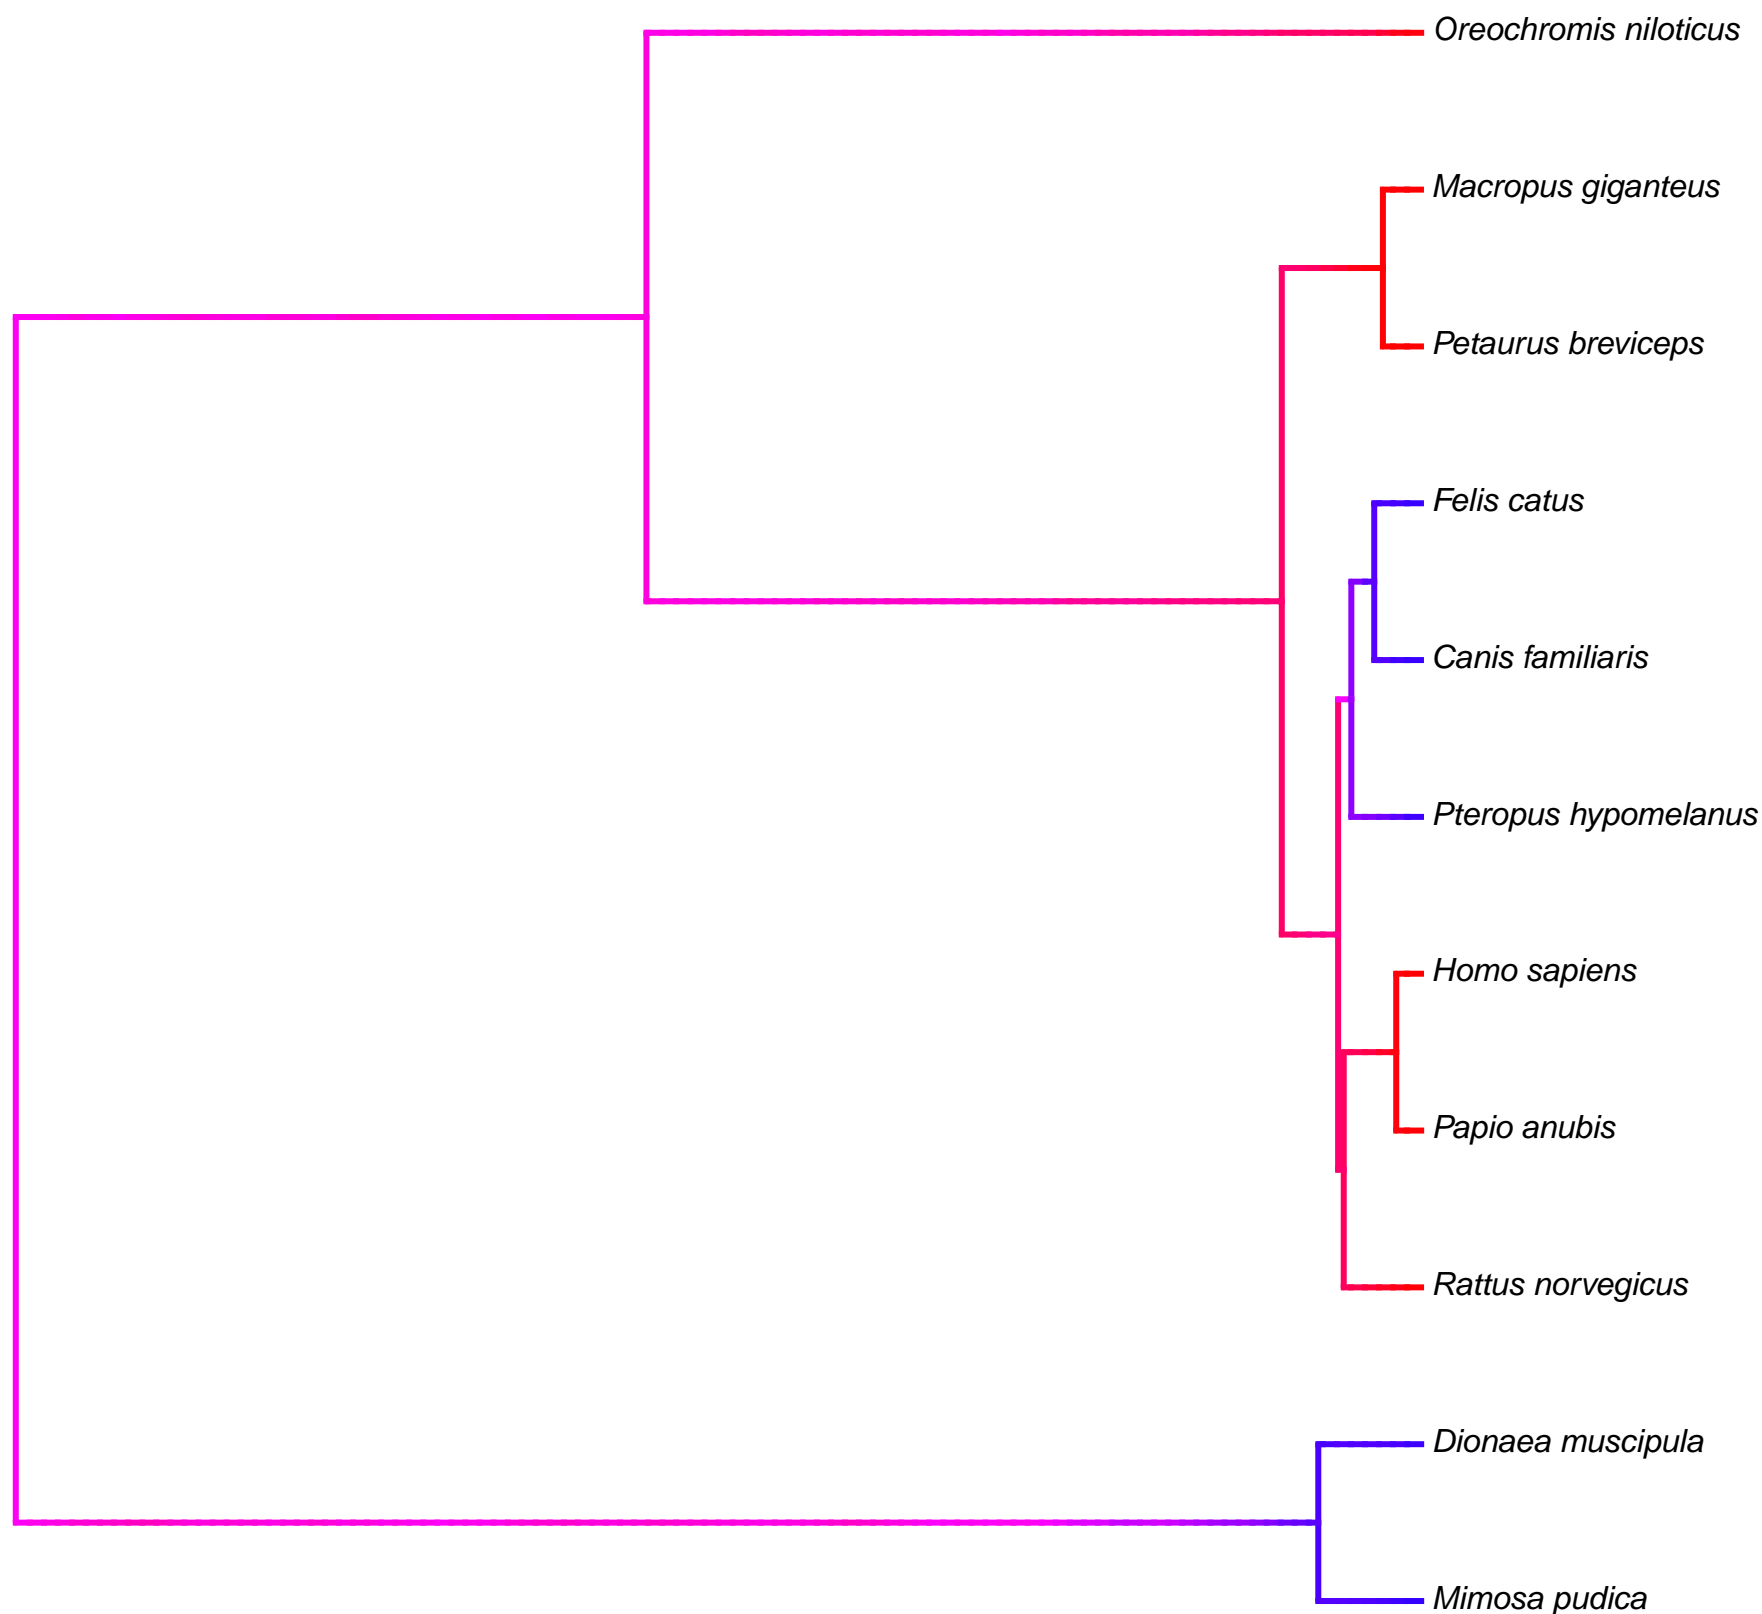 Oreochromis niloticus
Macropus giganteus
Petaurus breviceps
Felis catus
Canis familiaris
Pteropus hypomelanus
Homo sapiens
Papio anubis
Rattus norvegicus
Dionaea muscipula
Mimosa pudica